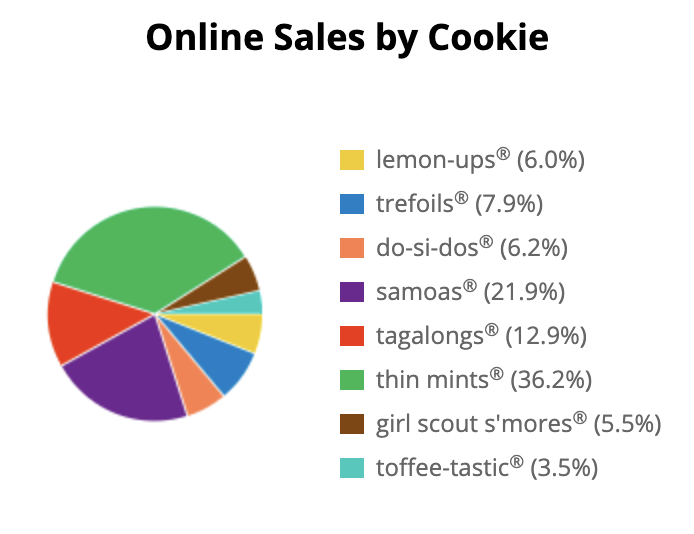 Online Sales by Cookie
lemon-ups® (6.0%)
trefoils® (7.9%)
do-si-dos® (6.2%)
samoas® (21.9%)
tagalongs® (12.9%)
thin mints® (36.2%)
girl scout s'mores® (5.5%)
toffee-tastic® (3.5%)